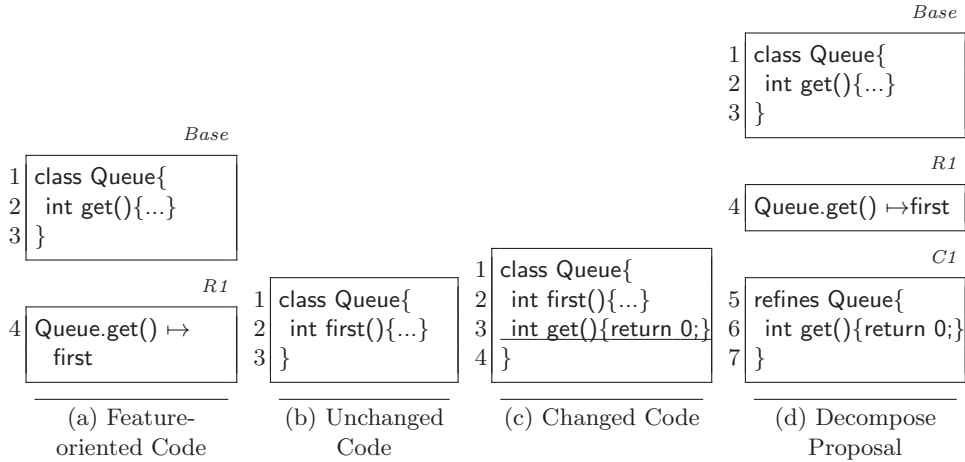 Base
1 class Queue{
2 int get(){...}
3 }
R1
4 Queue.get() ↦
first
(a) Feature-
oriented Code
1 class Queue{
2 int first(){...}
3 }
(b) Unchanged
Code
1 class Queue{
2 int first(){...}
3 int get(){return 0;}
4 }
(c) Changed Code
Base
1 class Queue{
2 int get(){...}
3 }
R1
4 Queue.get() ↦first
C1
5 refines Queue{
6 int get(){return 0;}
7 }
(d) Decompose
Proposal